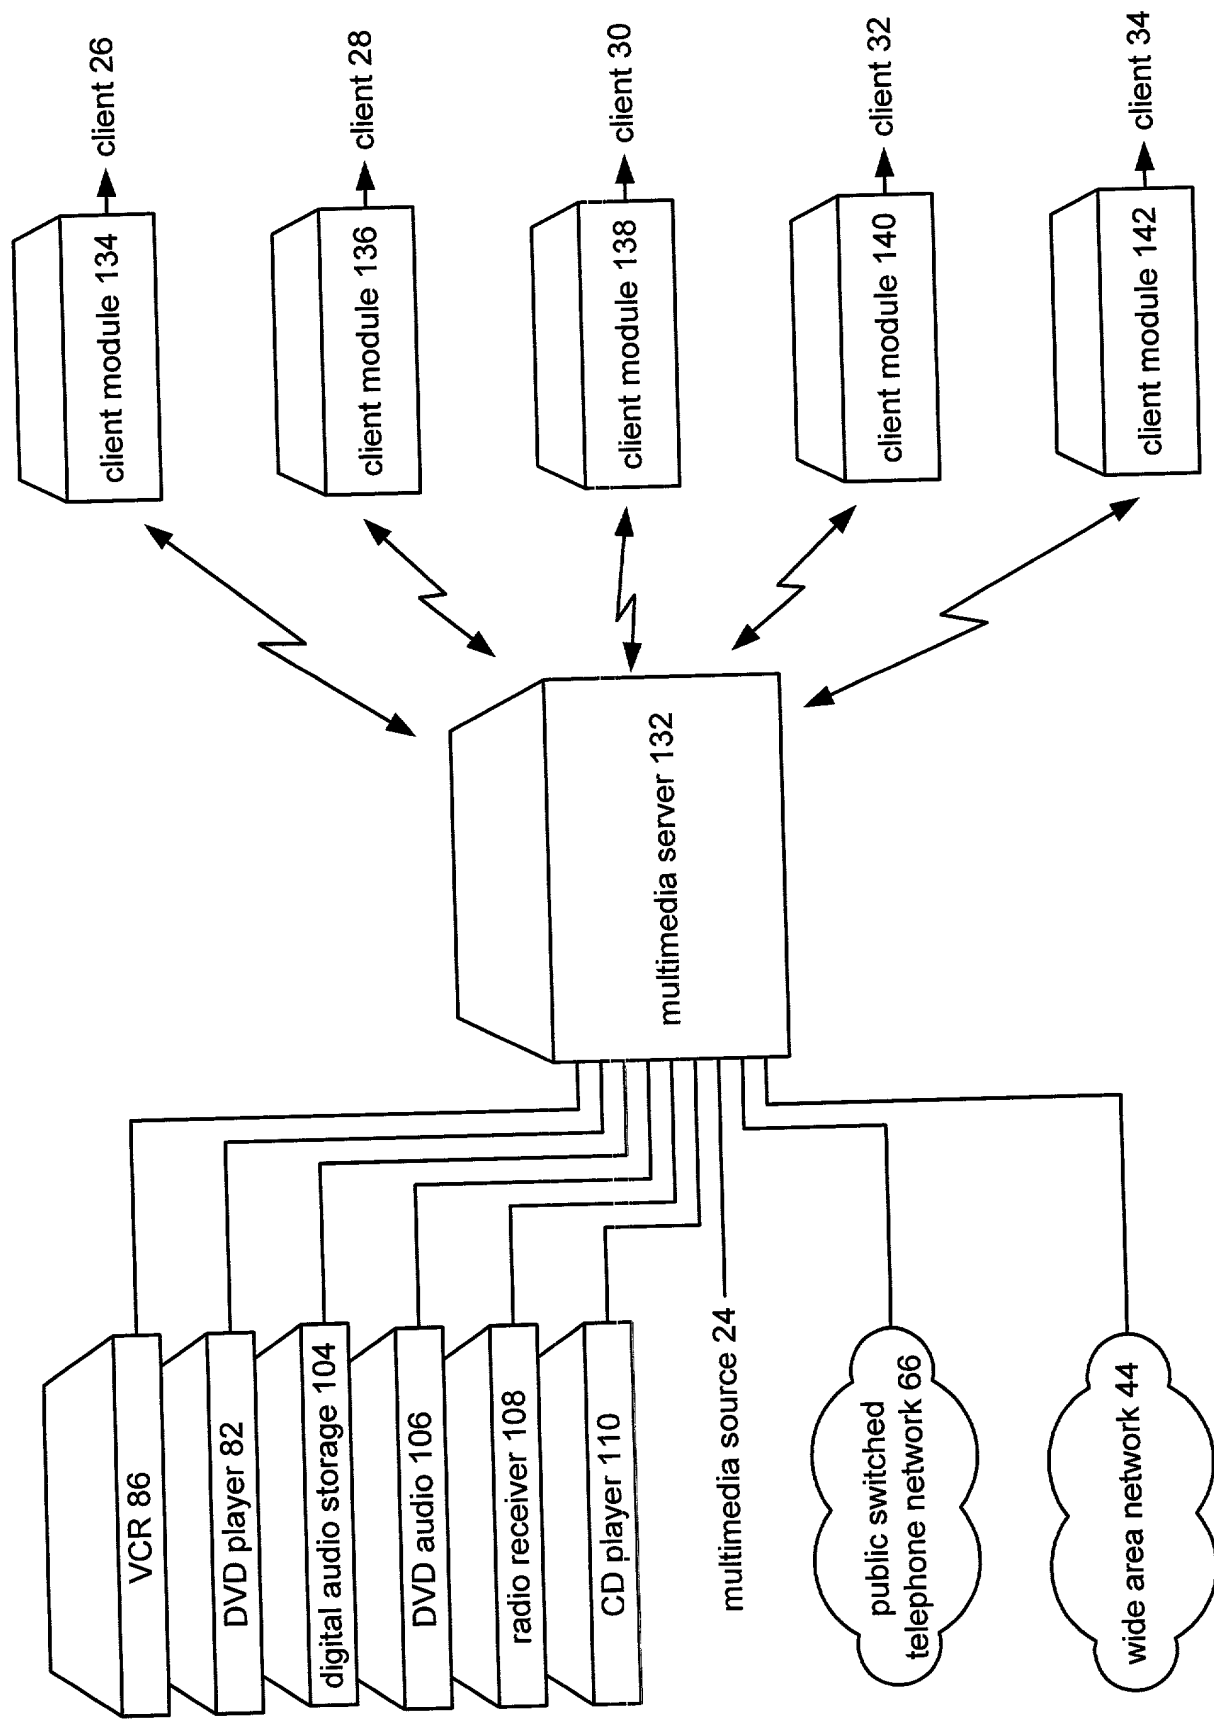 VCR 86
DVD player 82
digital audio storage 104
DVD audio 106
radio receiver 108
CD player 110
multimedia source 24
public switched
telephone network 66
wide area network 44
multimedia server 132
client module 134
client 26
client module 136
client 28
client module 138
client 30
client module 140
client 32
client module 142
client 34